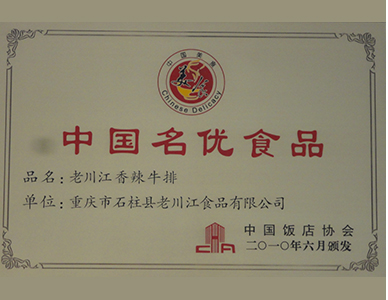 中国美食
Chinese Delicacy
中国名优食品
品名：老川江香辣牛排
单位：重庆市石柱县老川江食品有限公司
中国饭店协会
二〇一〇年六月颁发